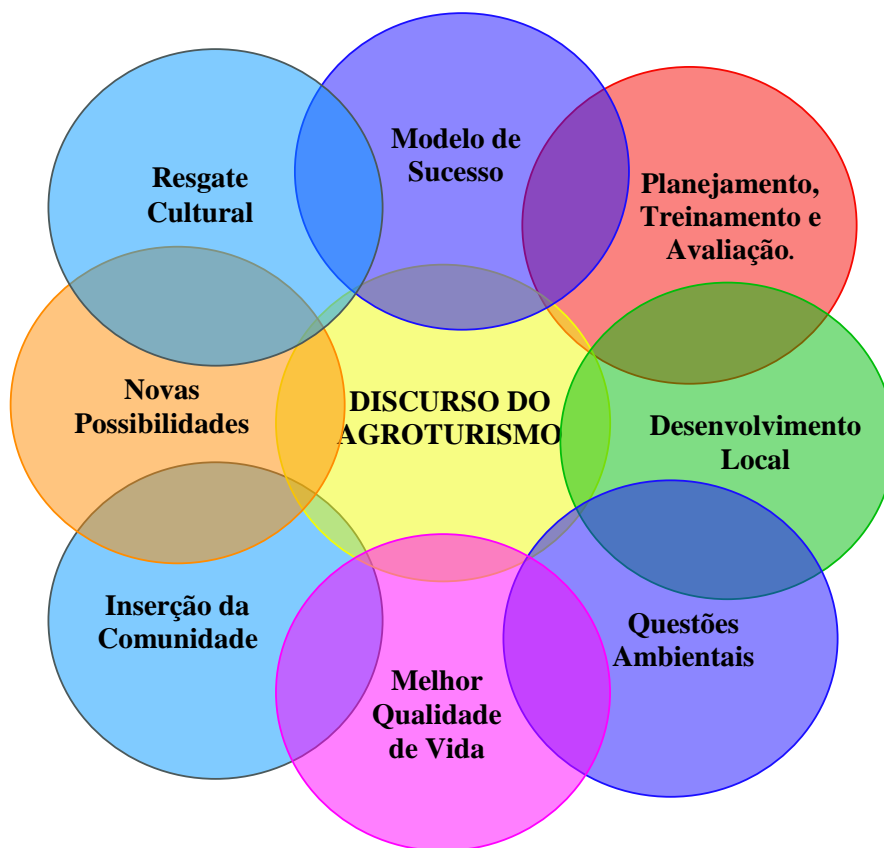 Modelo de
Sucesso
Resgate
Cultural
Planejamento,
Treinamento e
Avaliação.
Novas
Possibilidades
DISCURSO DO
AGROTURISMO
Desenvolvimento
Local
Inserção da
Comunidade
Questões
Ambientais
Melhor
Qualidade
de Vida